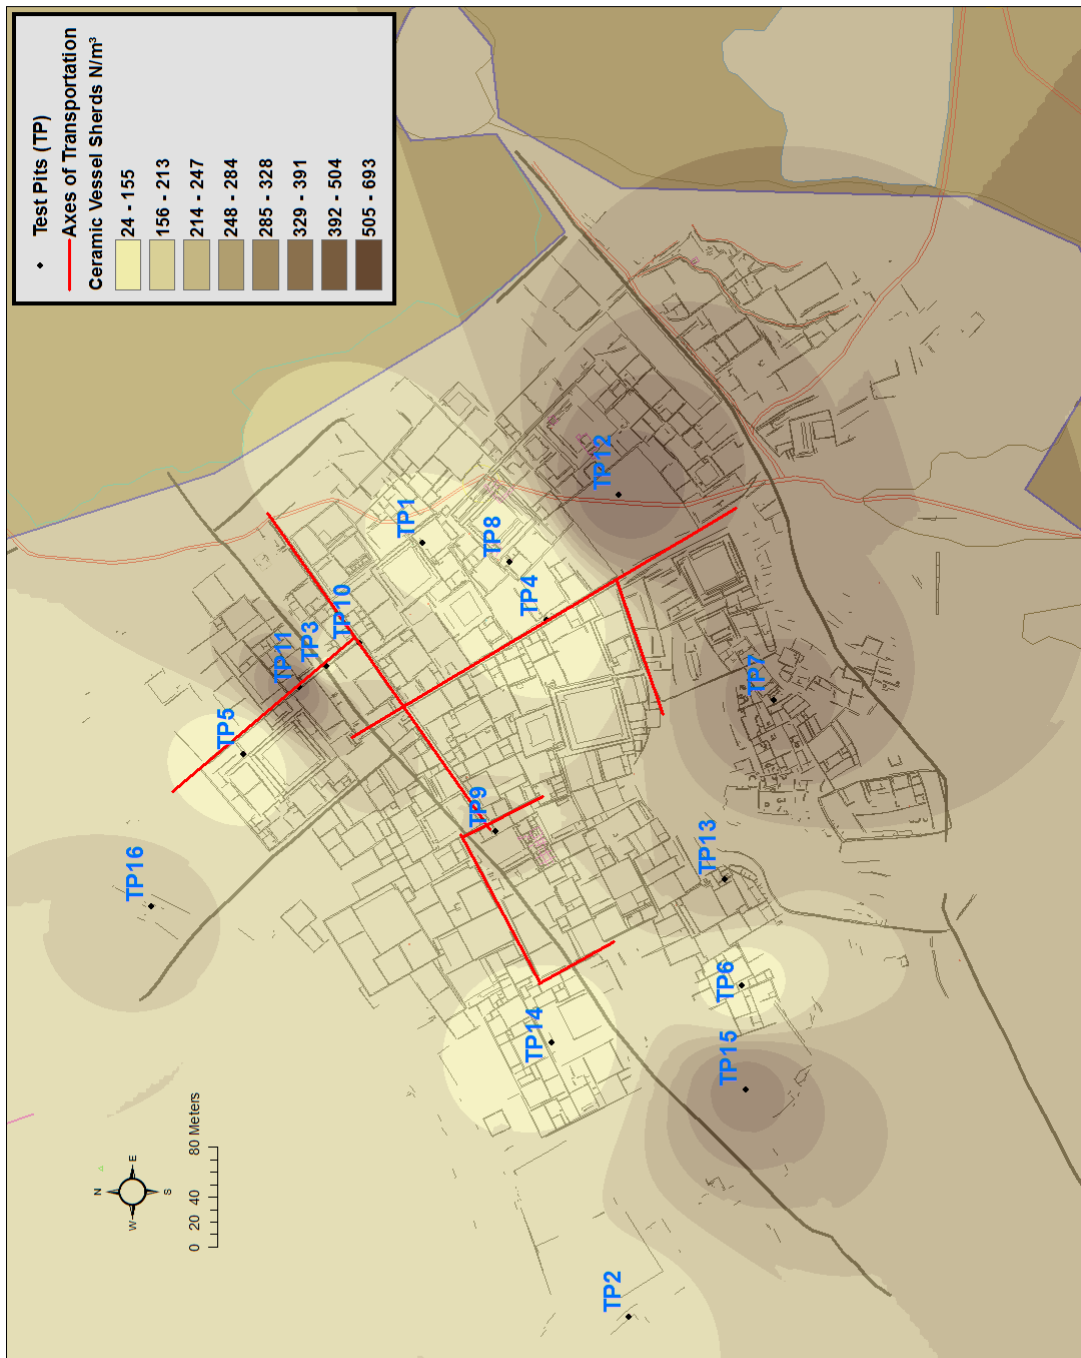 Test Pits (TP)
Axes of Transportation
Ceramic Vessel Sherds N/m³
24 - 155
156 - 213
214 - 247
248 - 284
285 - 328
329 - 391
392 - 504
505 - 693
TP16
TP5
TP11
TP3
TP10
TP1
TP8
TP4
TP12
TP9
TP7
TP13
TP6
TP14
TP15
TP2
N
W
E
S
0 20 40 80 Meters